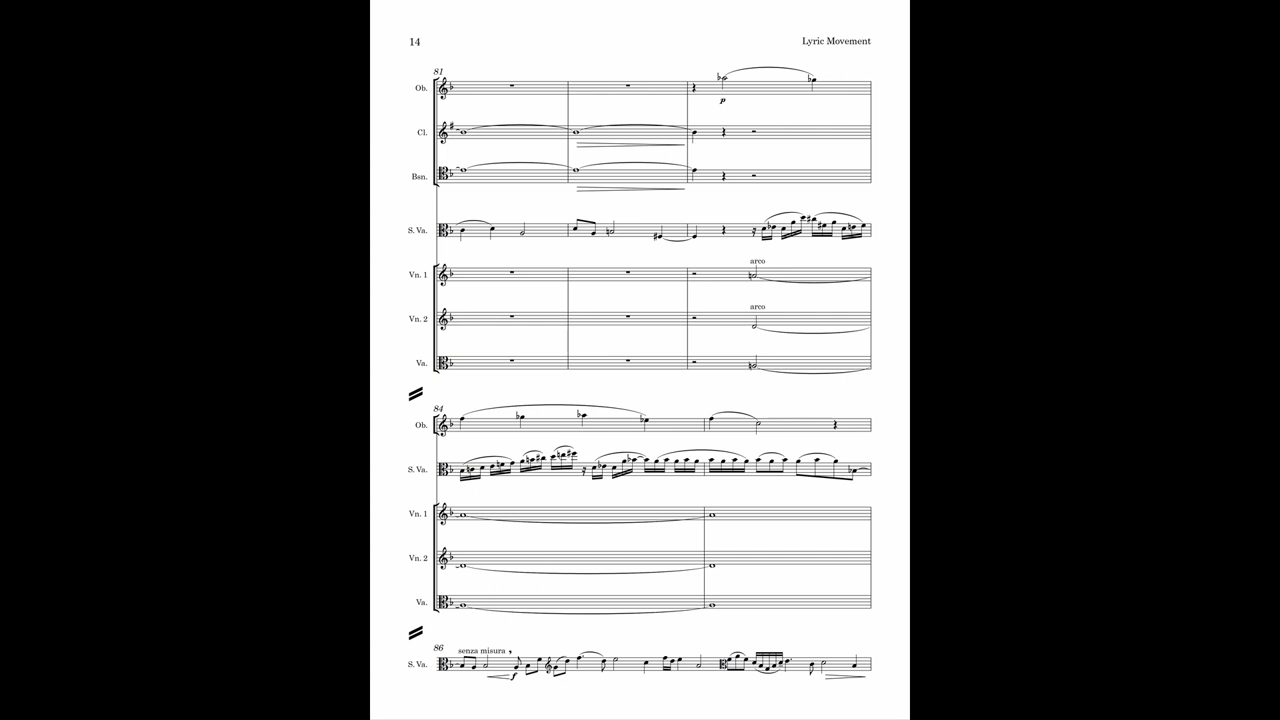 14
Lyric Movement
81
Ob.
p
Cl.
Bsn.
S. Va.
arco
Vn. 1
arco
Vn. 2
Va.
84
Ob.
S. Va.
Vn. 1
Vn. 2
Va.
86
senza misura
S. Va.
f